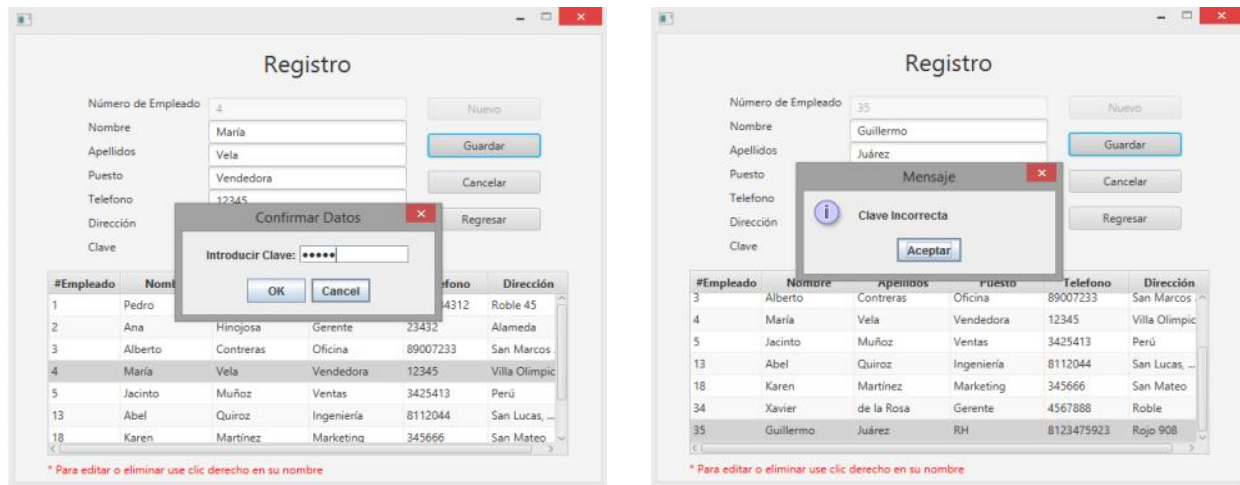 Registro
Número de Empleado 4 Nuevo
Nombre María
Guardar
Apellidos Vela
Puesto Vendedora Cancelar
Telefono 12345
Confirmar Datos
Dirección Regresar
Clave
Introducir Clave: •••••
OK Cancel
#Empleado Dirección
1 Pedro Roble 45
2 Ana Hinojosa Gerente 23432 Alameda
3 Alberto Contreras Oficina 89007233 San Marcos
4 María Vela Vendedora 12345 Villa Olimpic
5 Jacinto Muñoz Ventas 3425413 Perú
13 Abel Quiroz Ingeniería 8112044 San Lucas, ...
18 Karen Martínez Marketing 345666 San Mateo
* Para editar o eliminar use clic derecho en su nombre
Registro
Número de Empleado 35 Nuevo
Nombre Guillermo
Guardar
Apellidos Juárez
Puesto Cancelar
Mensaje
Telefono
Clave Incorrecta
Dirección Regresar
Clave
Aceptar
#Empleado Nombre Apellidos Puesto Telefono Dirección
3 Alberto Contreras Oficina 89007233 San Marcos
4 María Vela Vendedora 12345 Villa Olimpic
5 Jacinto Muñoz Ventas 3425413 Perú
13 Abel Quiroz Ingeniería 8112044 San Lucas, ...
18 Karen Martínez Marketing 345666 San Mateo
34 Xavier de la Rosa Gerente 4567888 Roble
35 Guillermo Juárez RH 8123475923 Rojo 908
* Para editar o eliminar use clic derecho en su nombre